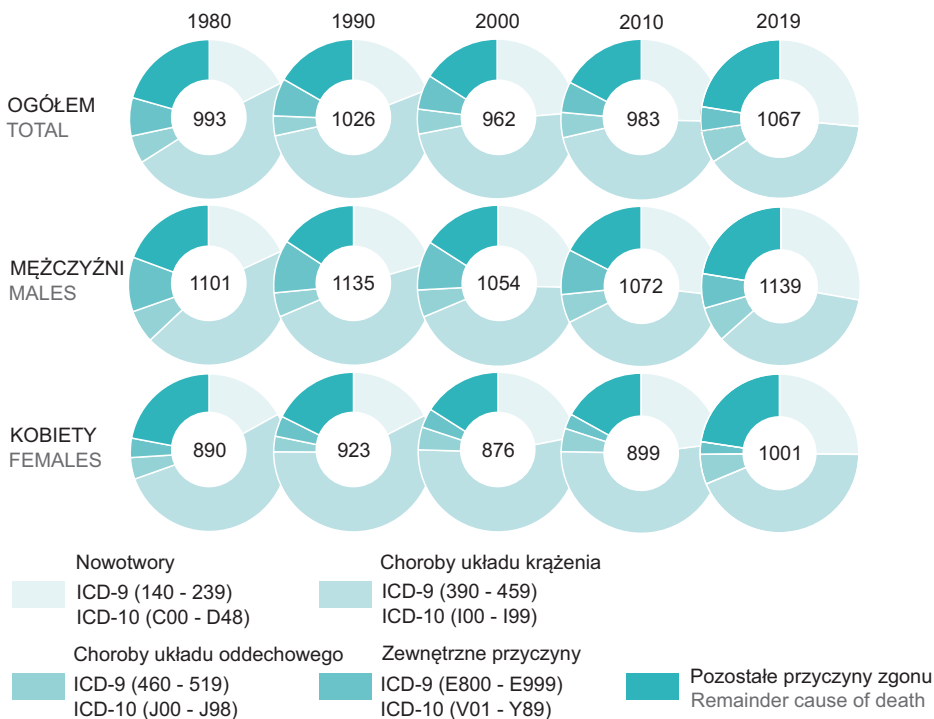 1980 1990 2000 2010 2019
OGÓŁEM
TOTAL
993 1026 962 983 1067
MĘŻCZYŹNI
MALES
1101 1135 1054 1072 1139
KOBIETY
FEMALES
890 923 876 899 1001
Nowotwory
ICD-9 (140 - 239)
ICD-10 (C00 - D48)
Choroby układu krążenia
ICD-9 (390 - 459)
ICD-10 (I00 - I99)
Choroby układu oddechowego
ICD-9 (460 - 519)
ICD-10 (J00 - J98)
Zewnętrzne przyczyny
ICD-9 (E800 - E999)
ICD-10 (V01 - Y89)
Pozostałe przyczyny zgonu
Remainder cause of death